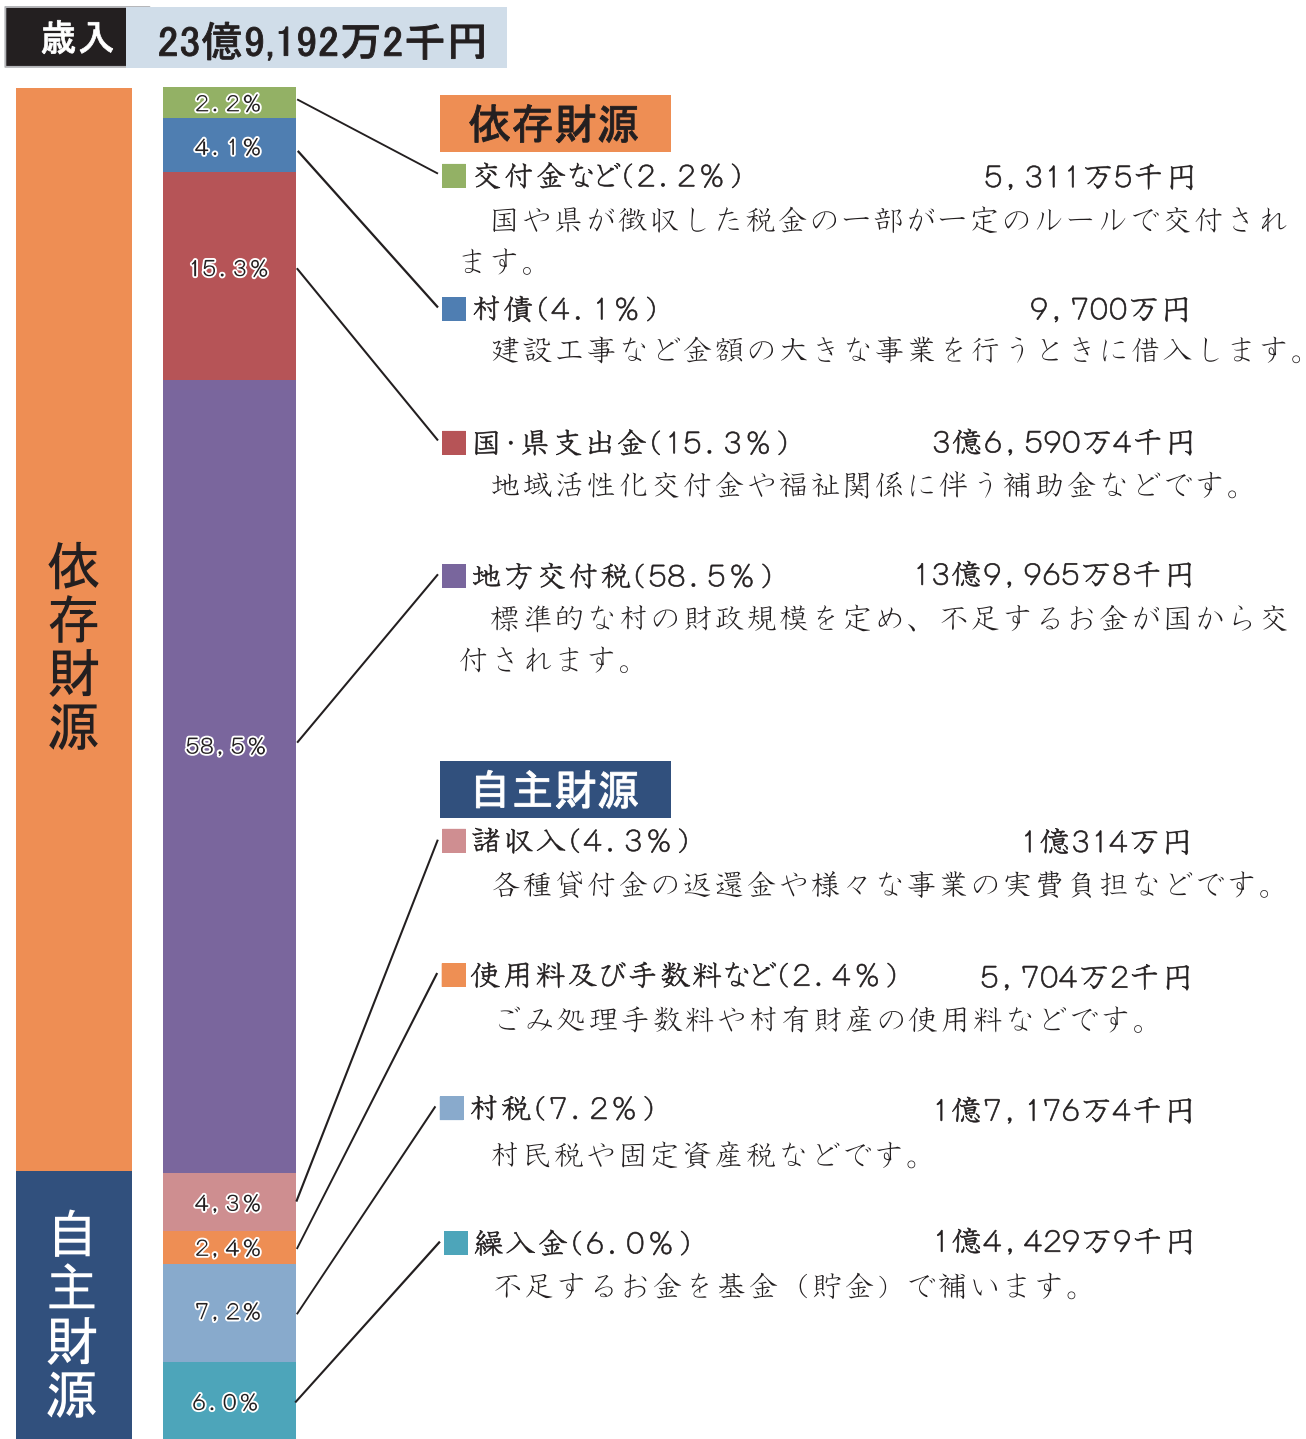 歳入 23億9,192万2千円
依存財源
自主財源
2.2%
4.1%
15.3%
58,5%
4,3%
2,4%
7,2%
6.0%
依存財源
交付金など(2.2%) 5,311万5千円
国や県が徴収した税金の一部が一定のルールで交付され
ます。
村債(4.1%) 9,700万円
建設工事など金額の大きな事業を行うときに借入します。
国・県支出金(15.3%) 3億6,590万4千円
地域活性化交付金や福祉関係に伴う補助金などです。
地方交付税(58.5%) 13億9,965万8千円
標準的な村の財政規模を定め、不足するお金が国から交
付されます。
自主財源
諸収入(4.3%) 1億314万円
各種貸付金の返還金や様々な事業の実費負担などです。
使用料及び手数料など(2.4%) 5,704万2千円
ごみ処理手数料や村有財産の使用料などです。
村税(7.2%) 1億7,176万4千円
村民税や固定資産税などです。
繰入金(6.0%) 1億4,429万9千円
不足するお金を基金（貯金）で補います。